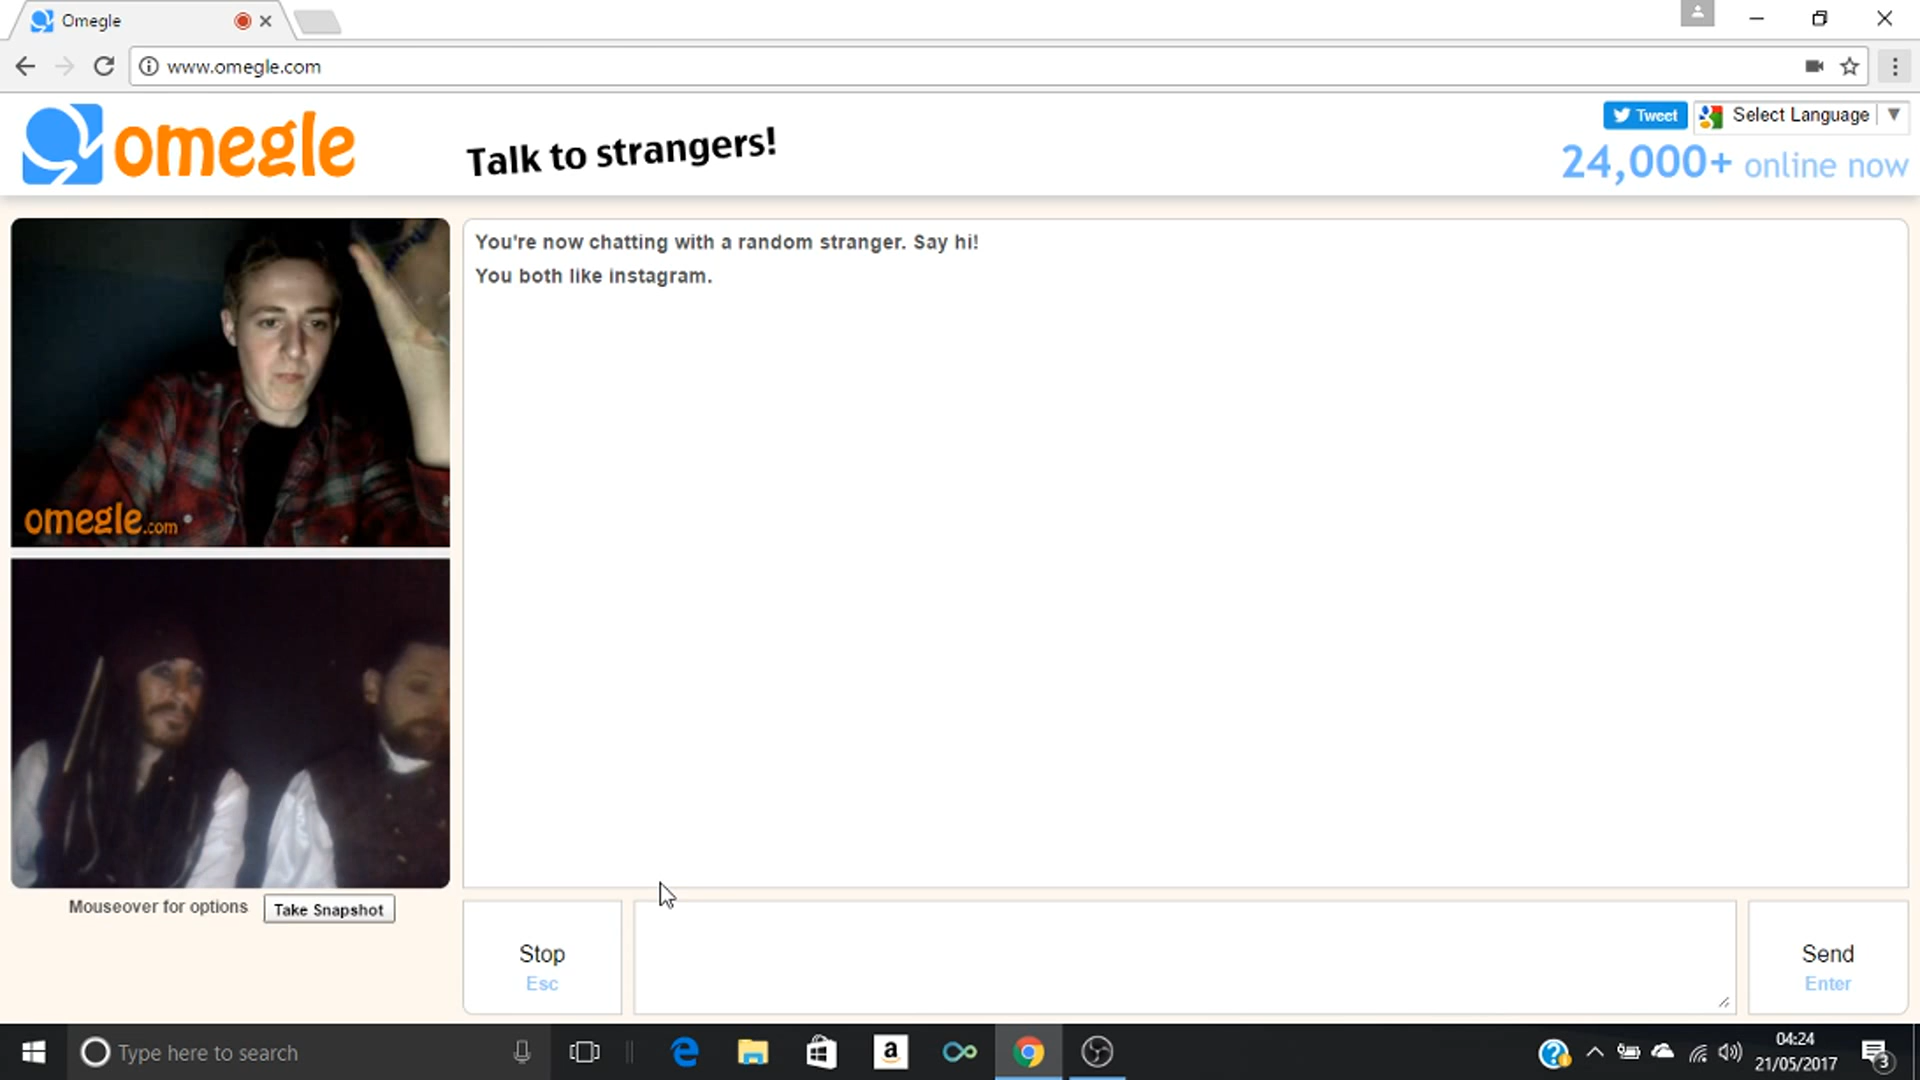 Omegle
www.omegle.com
omegle
Talk to strangers!
Tweet
Select Language
24,000+ online now
You're now chatting with a random stranger. Say hi!
You both like instagram.
omegle.com
Mouseover for options
Take Snapshot
Stop
Esc
Send
Enter
Type here to search
a
04:24
21/05/2017
3